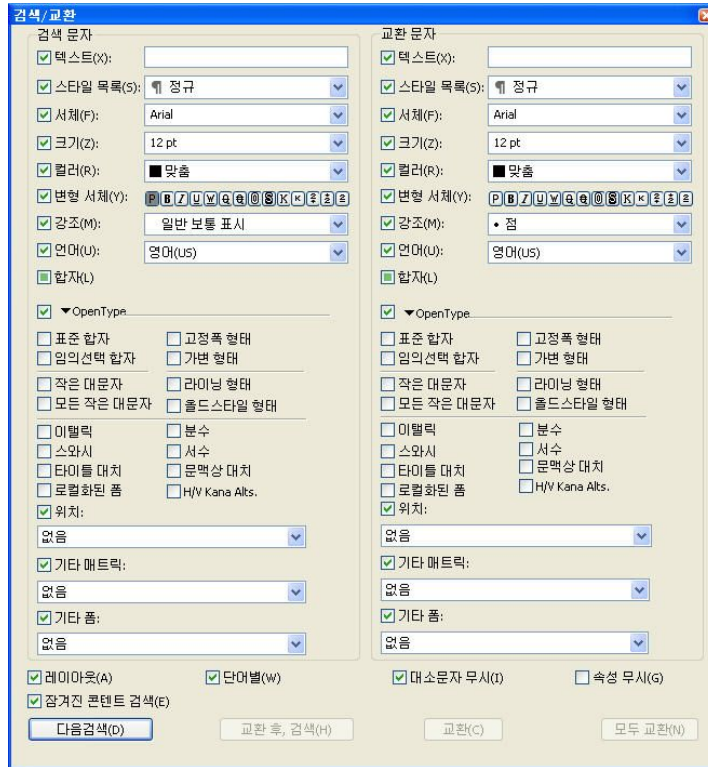 검색/교환
검색 문자
텍스트(X):
스타일 목록(S): ¶ 정규
서체(F): Arial
크기(Z): 12 pt
컬러(R): 맞춤
변형 서체(Y): P B I U W Q Q O S K K 2 2 2
강조(M): 일반 보통 표시
언어(U): 영어(US)
합자(L)
▼OpenType
표준 합자 고정폭 형태
임의선택 합자 가변 형태
작은 대문자 라이닝 형태
모든 작은 대문자 올드스타일 형태
이탤릭 분수
스와시 서수
타이틀 대치 문맥상 대치
로컬화된 폼 H/V Kana Alts.
위치:
없음
기타 매트릭:
없음
기타 폼:
없음
교환 문자
텍스트(X):
스타일 목록(S): ¶ 정규
서체(F): Arial
크기(Z): 12 pt
컬러(R): 맞춤
변형 서체(Y): P B I U W Q Q O S K K 2 2 2
강조(M): • 점
언어(U): 영어(US)
합자(L)
▼OpenType
표준 합자 고정폭 형태
임의선택 합자 가변 형태
작은 대문자 라이닝 형태
모든 작은 대문자 올드스타일 형태
이탤릭 분수
스와시 서수
타이틀 대치 문맥상 대치
로컬화된 폼 H/V Kana Alts.
위치:
없음
기타 매트릭:
없음
기타 폼:
없음
레이아웃(A) 단어별(W) 대소문자 무시(I) 속성 무시(G)
잠겨진 콘텐트 검색(E)
다음검색(D) 교환 후, 검색(H) 교환(C) 모두 교환(N)